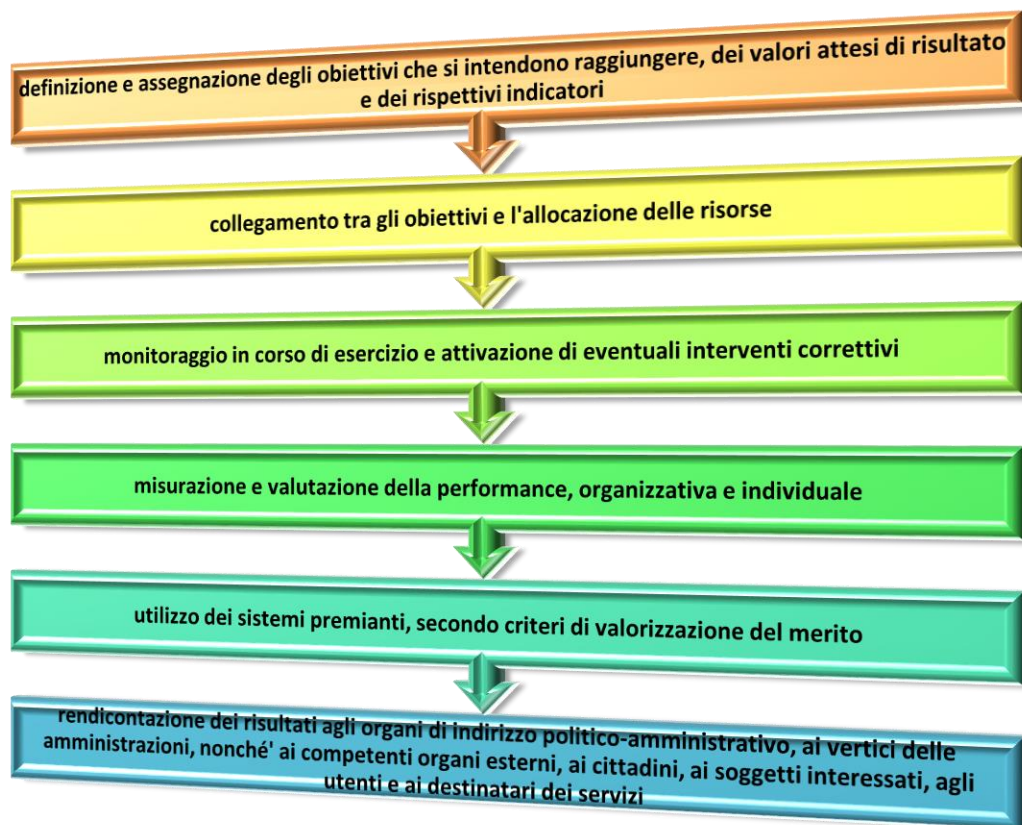 definizione e assegnazione degli obiettivi che si intendono raggiungere, dei valori attesi di risultato
e dei rispettivi indicatori
collegamento tra gli obiettivi e l'allocazione delle risorse
monitoraggio in corso di esercizio e attivazione di eventuali interventi correttivi
misurazione e valutazione della performance, organizzativa e individuale
utilizzo dei sistemi premianti, secondo criteri di valorizzazione del merito
rendicontazione dei risultati agli organi di indirizzo politico-amministrativo, ai vertici delle
amministrazioni, nonché' ai competenti organi esterni, ai cittadini, ai soggetti interessati, agli
utenti e ai destinatari dei servizi